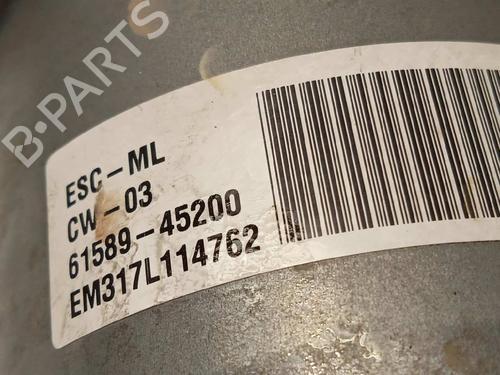 B-PARTS
ESC-ML
CW-03
61589-45200
EM317L114762